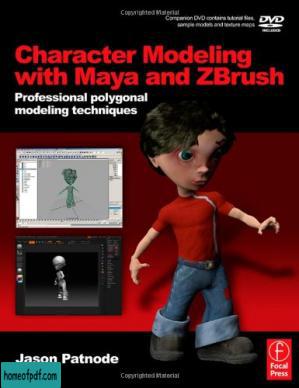 Companion DVD contains tutorial files,
sample models and texture maps
DVD
INCLUDED
Character Modeling
with Maya and ZBrush
Professional polygonal
modeling techniques
Jason Patnode
Focal
Press
homeofpdf.com